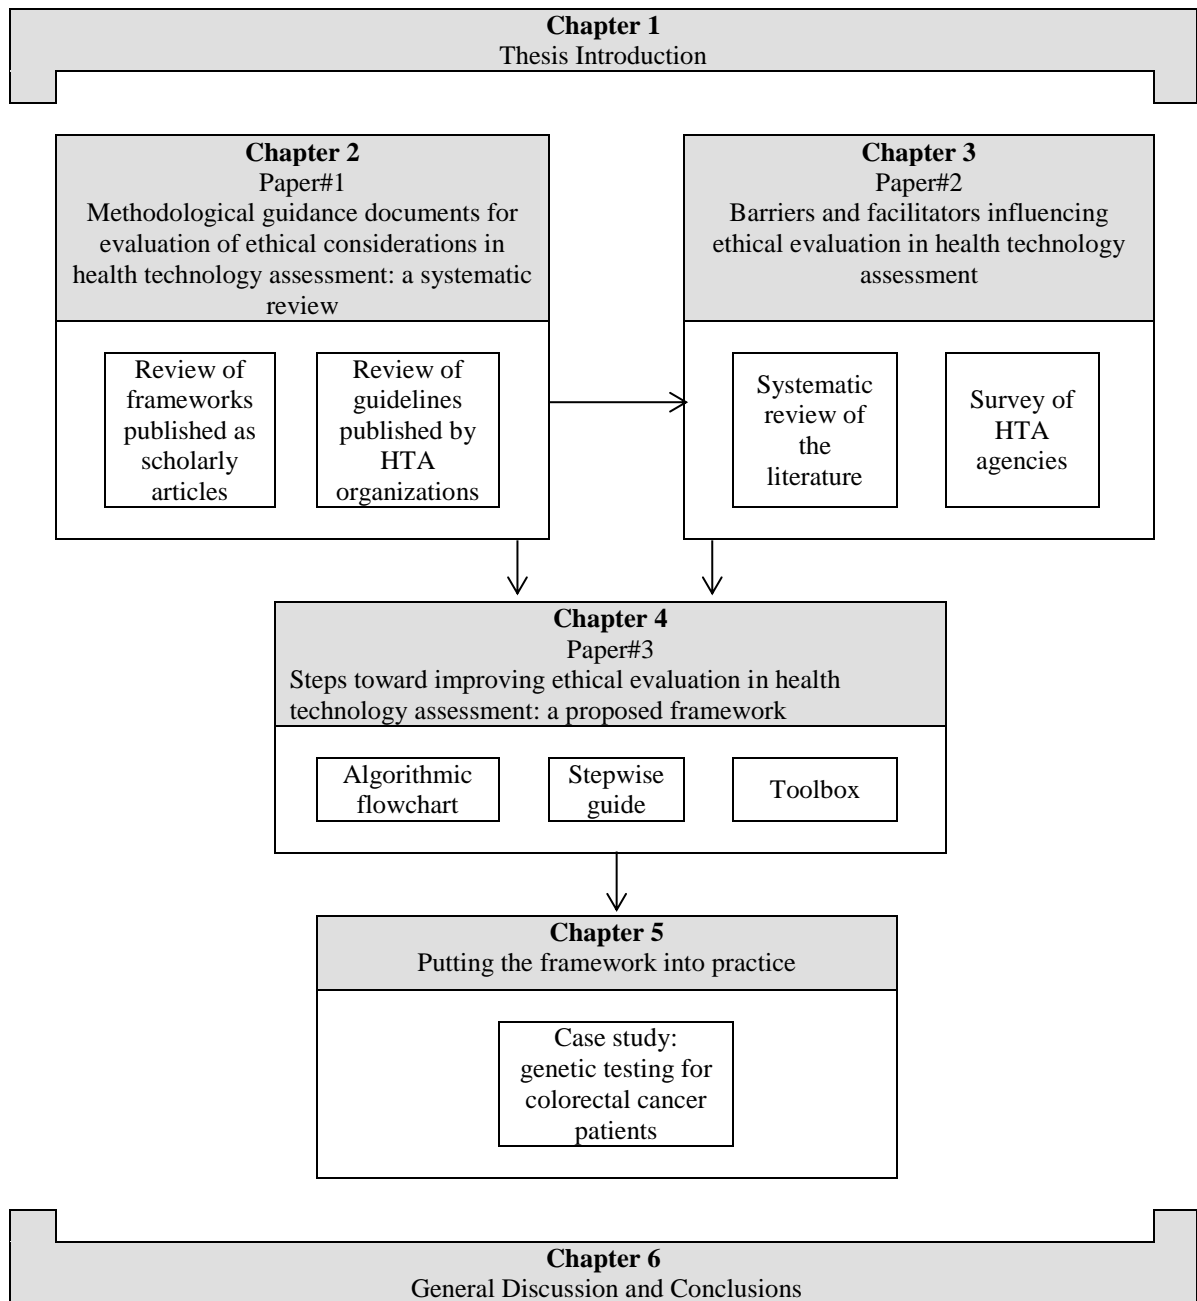 Chapter 1
Thesis Introduction
Chapter 2
Paper#1
Methodological guidance documents for
evaluation of ethical considerations in
health technology assessment: a systematic
review
Review of
frameworks
published as
scholarly
articles
Review of
guidelines
published by
HTA
organizations
Chapter 3
Paper#2
Barriers and facilitators influencing
ethical evaluation in health technology
assessment
Systematic
review of
the
literature
Survey of
HTA
agencies
Chapter 4
Paper#3
Steps toward improving ethical evaluation in health
technology assessment: a proposed framework
Algorithmic
flowchart
Stepwise
guide
Toolbox
Chapter 5
Putting the framework into practice
Case study:
genetic testing for
colorectal cancer
patients
Chapter 6
General Discussion and Conclusions